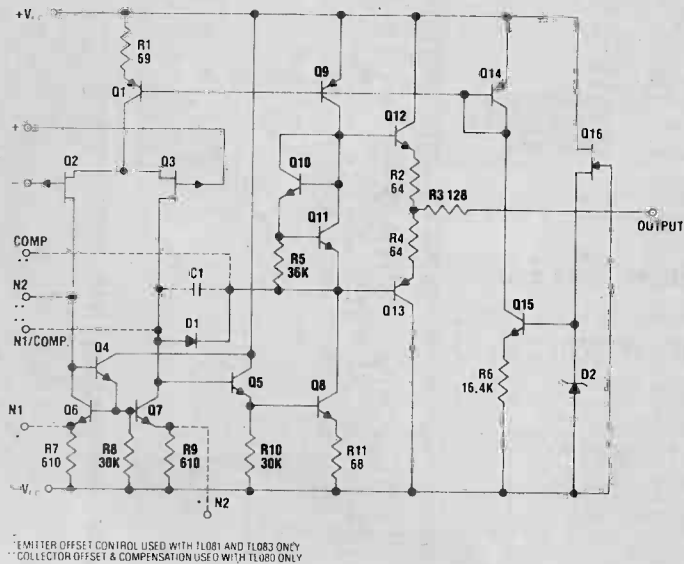 +V
R1
69
Q1
Q9
Q14
Q12
Q16
+
Q2
Q3
Q10
R2
64
R3 128
-
Q11
OUTPUT
COMP
R4
64
R5
36K
C1
N2
Q13
Q15
N1/COMP.
D1
Q4
Q5
R6
15.4K
D2
Q8
Q6
Q7
N1
R7
610
R8
30K
R9
610
R10
30K
R11
68
-VCC
N2
*EMITTER OFFSET CONTROL USED WITH TL081 AND TL083 ONLY
**COLLECTOR OFFSET & COMPENSATION USED WITH TL080 ONLY